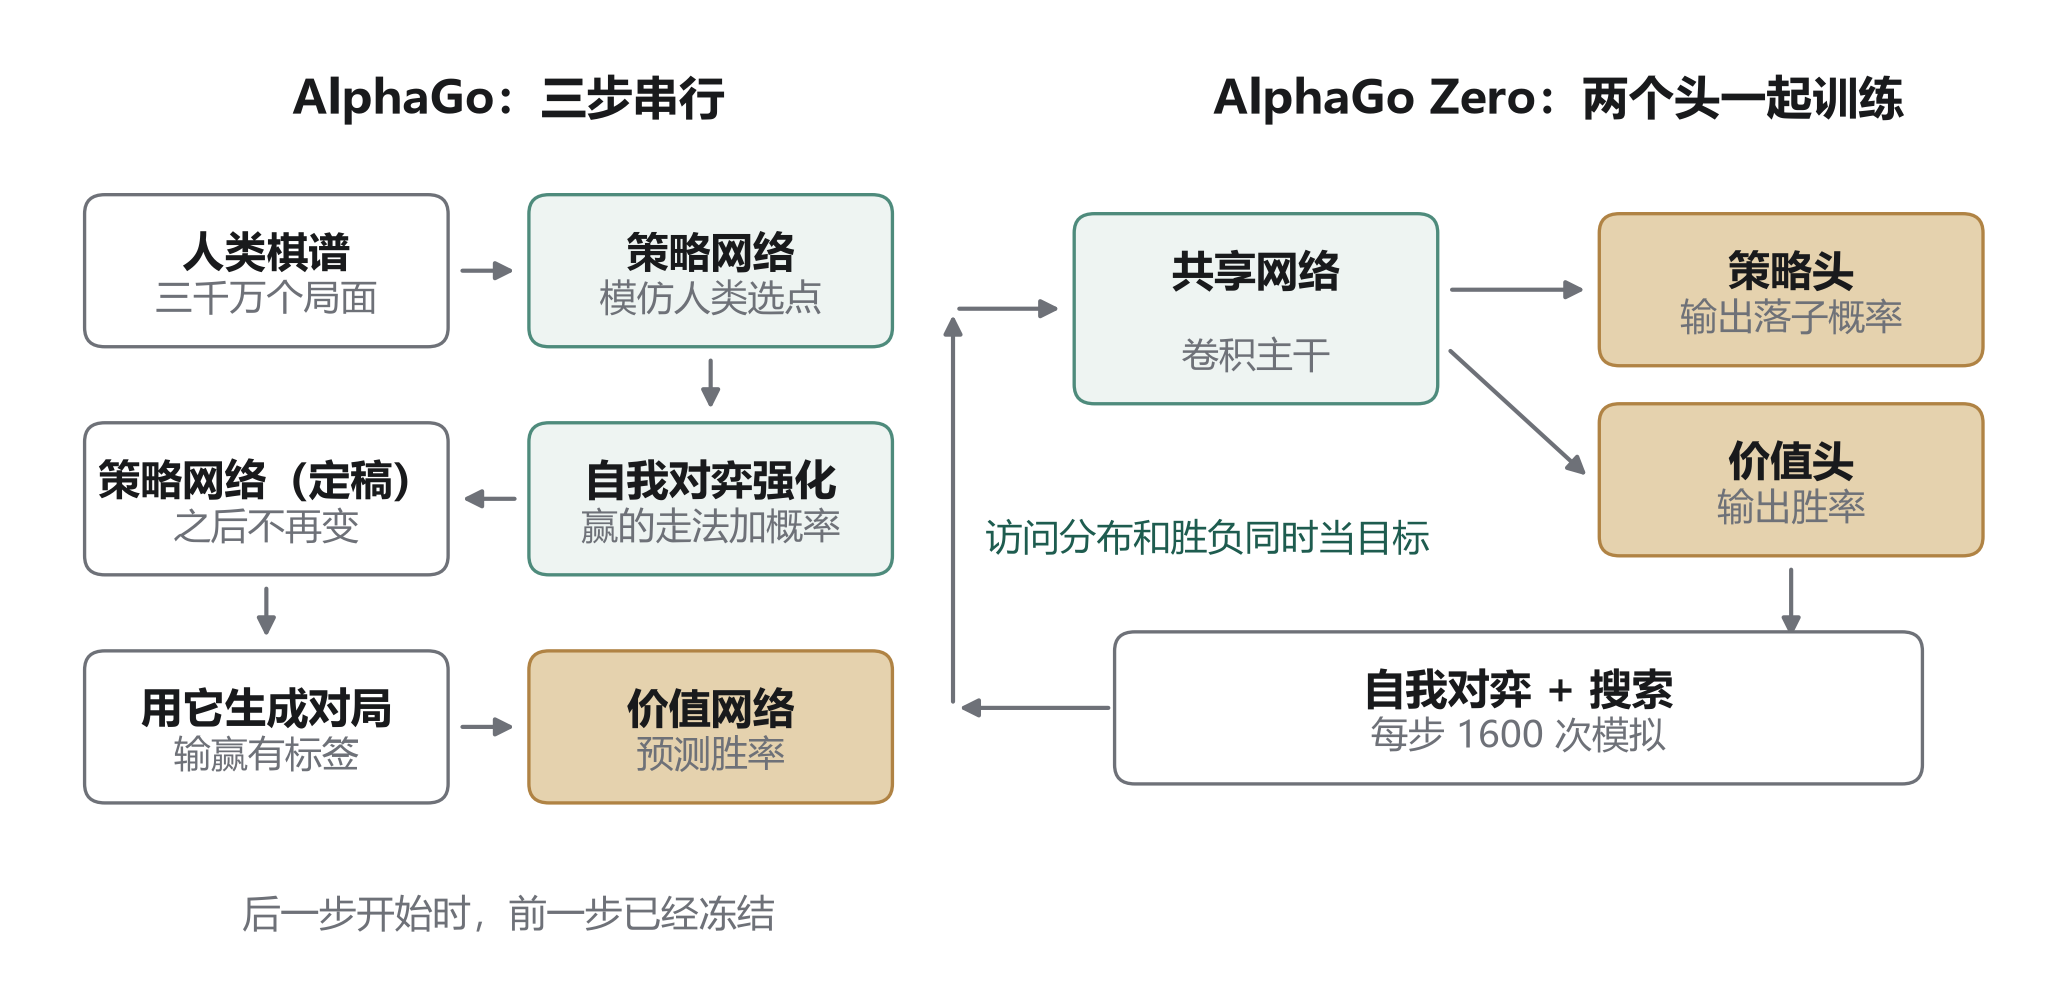 AlphaGo：三步串行
人类棋谱
三千万个局面
策略网络
模仿人类选点
策略网络（定稿）
之后不再变
自我对弈强化
赢的走法加概率
用它生成对局
输赢有标签
价值网络
预测胜率
后一步开始时，前一步已经冻结
AlphaGo Zero：两个头一起训练
共享网络
卷积主干
策略头
输出落子概率
价值头
输出胜率
访问分布和胜负同时当目标
自我对弈 + 搜索
每步 1600 次模拟